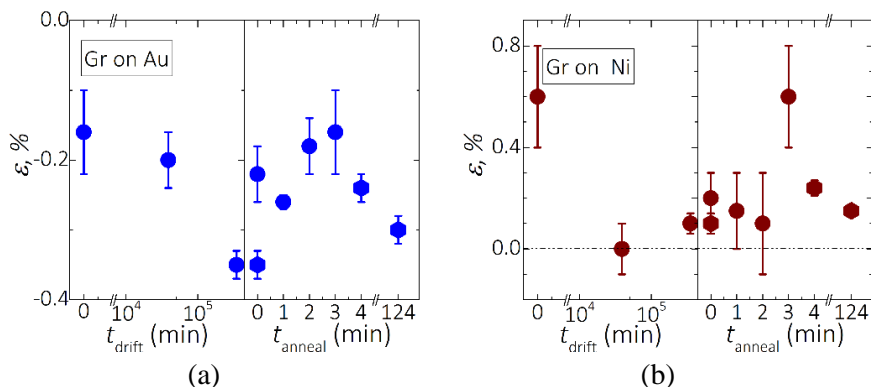 0.0
-0.2
-0.4
ε, %
Gr on Au
0 10⁴ 10⁵ 0 1 2 3 4 124
t_drift (min) t_anneal (min)
(a)
0.8
0.4
0.0
ε, %
Gr on Ni
0 10⁴ 10⁵ 0 1 2 3 4 124
t_drift (min) t_anneal (min)
(b)